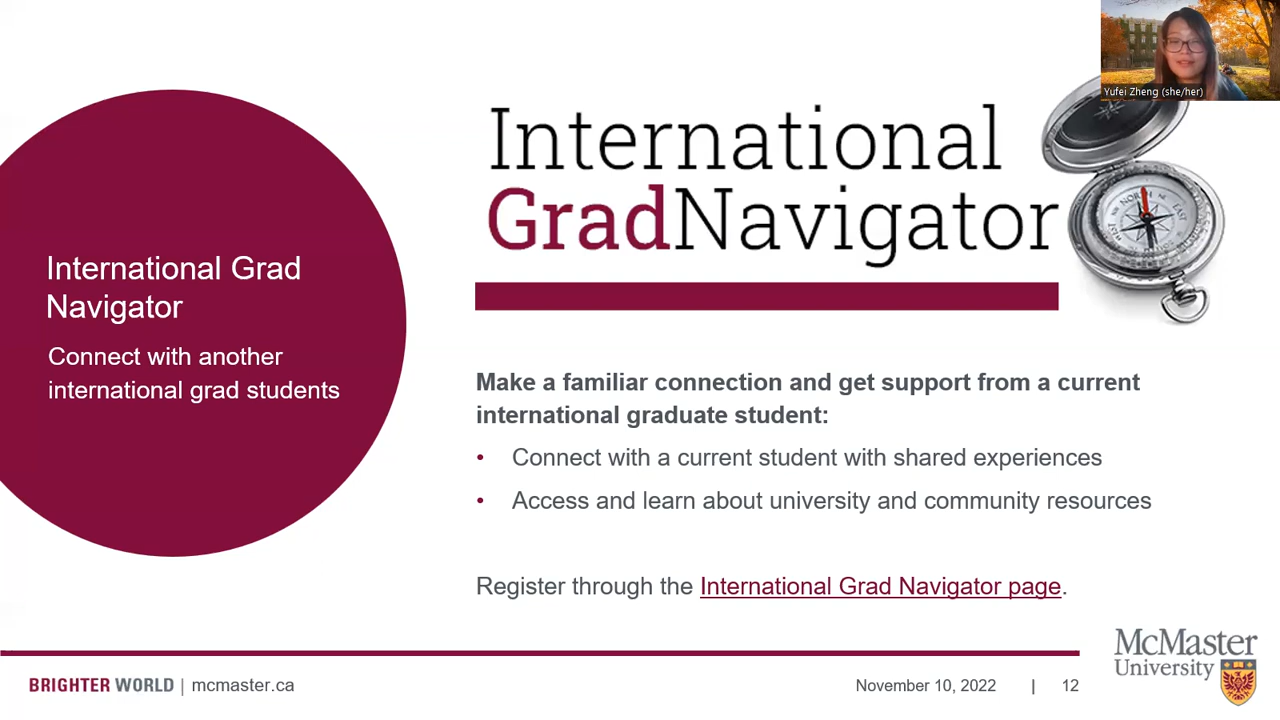 Yufei Zheng (she/her)
International
GradNavigator
NORTH
EAST
International Grad
Navigator
Connect with another
international grad students
Make a familiar connection and get support from a current
international graduate student:
• Connect with a current student with shared experiences
• Access and learn about university and community resources
Register through the International Grad Navigator page.
McMaster
University
BRIGHTER WORLD | mcmaster.ca
November 10, 2022 | 12